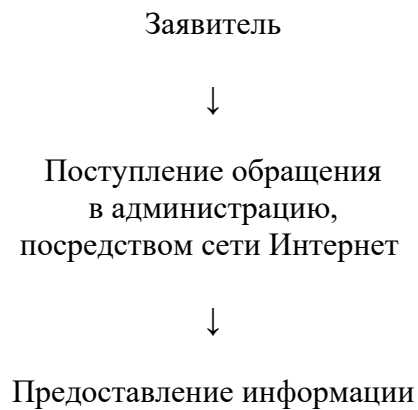 Заявитель
↓
Поступление обращения
в администрацию,
посредством сети Интернет
↓
Предоставление информации